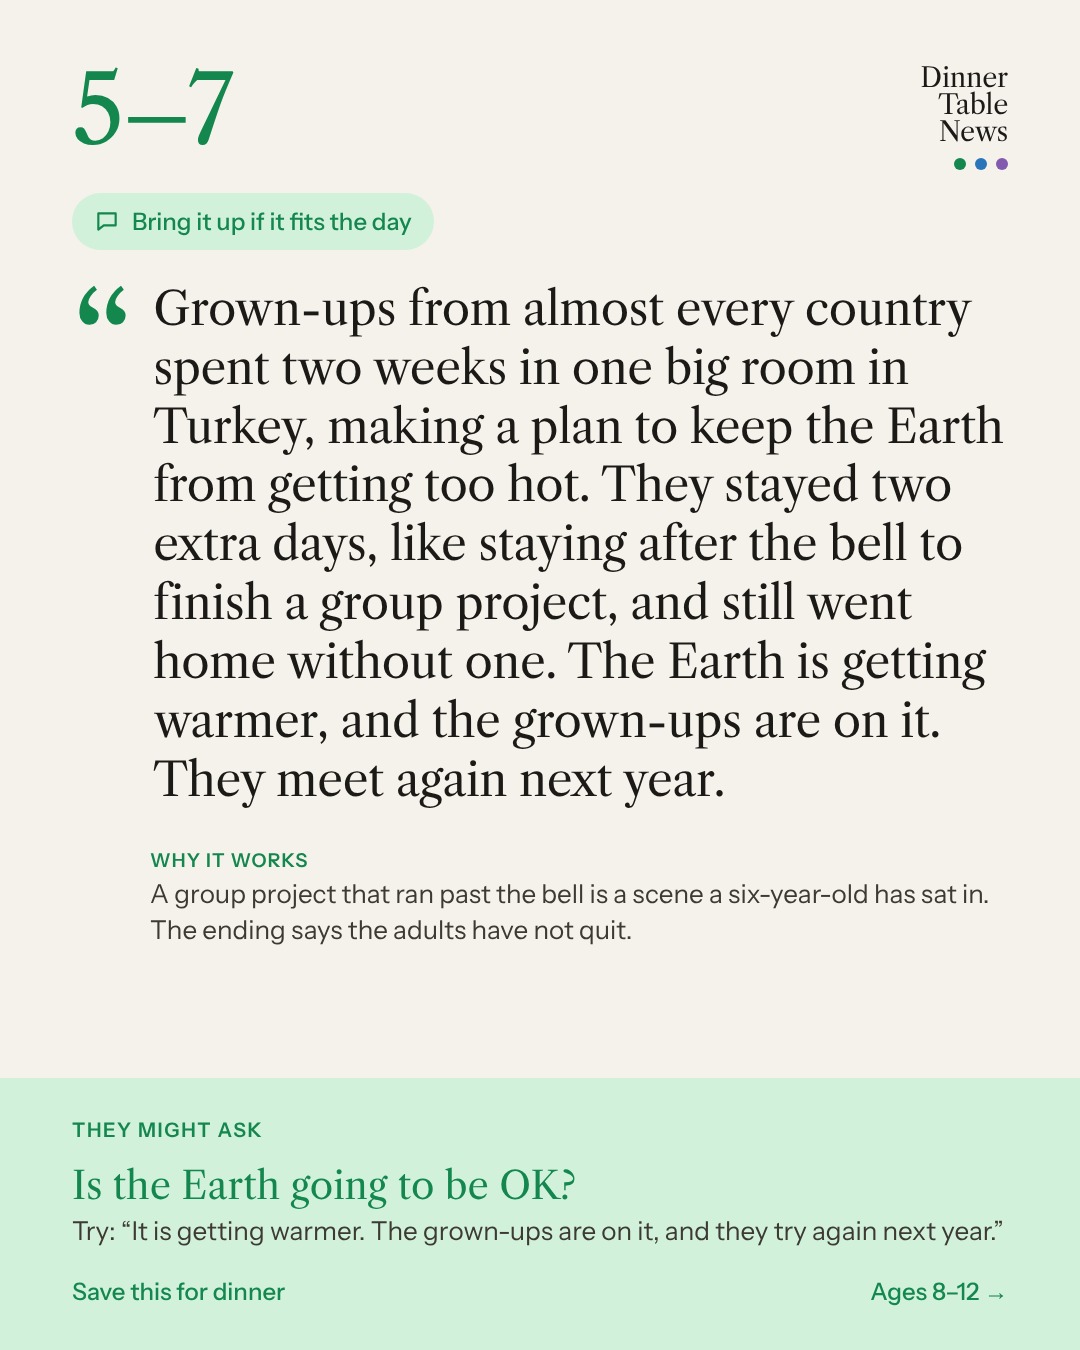 5–7
Dinner
Table
News
Bring it up if it fits the day
“Grown-ups from almost every country
spent two weeks in one big room in
Turkey, making a plan to keep the Earth
from getting too hot. They stayed two
extra days, like staying after the bell to
finish a group project, and still went
home without one. The Earth is getting
warmer, and the grown-ups are on it.
They meet again next year.
WHY IT WORKS
A group project that ran past the bell is a scene a six-year-old has sat in.
The ending says the adults have not quit.
THEY MIGHT ASK
Is the Earth going to be OK?
Try: “It is getting warmer. The grown-ups are on it, and they try again next year.”
Save this for dinner
Ages 8–12 →